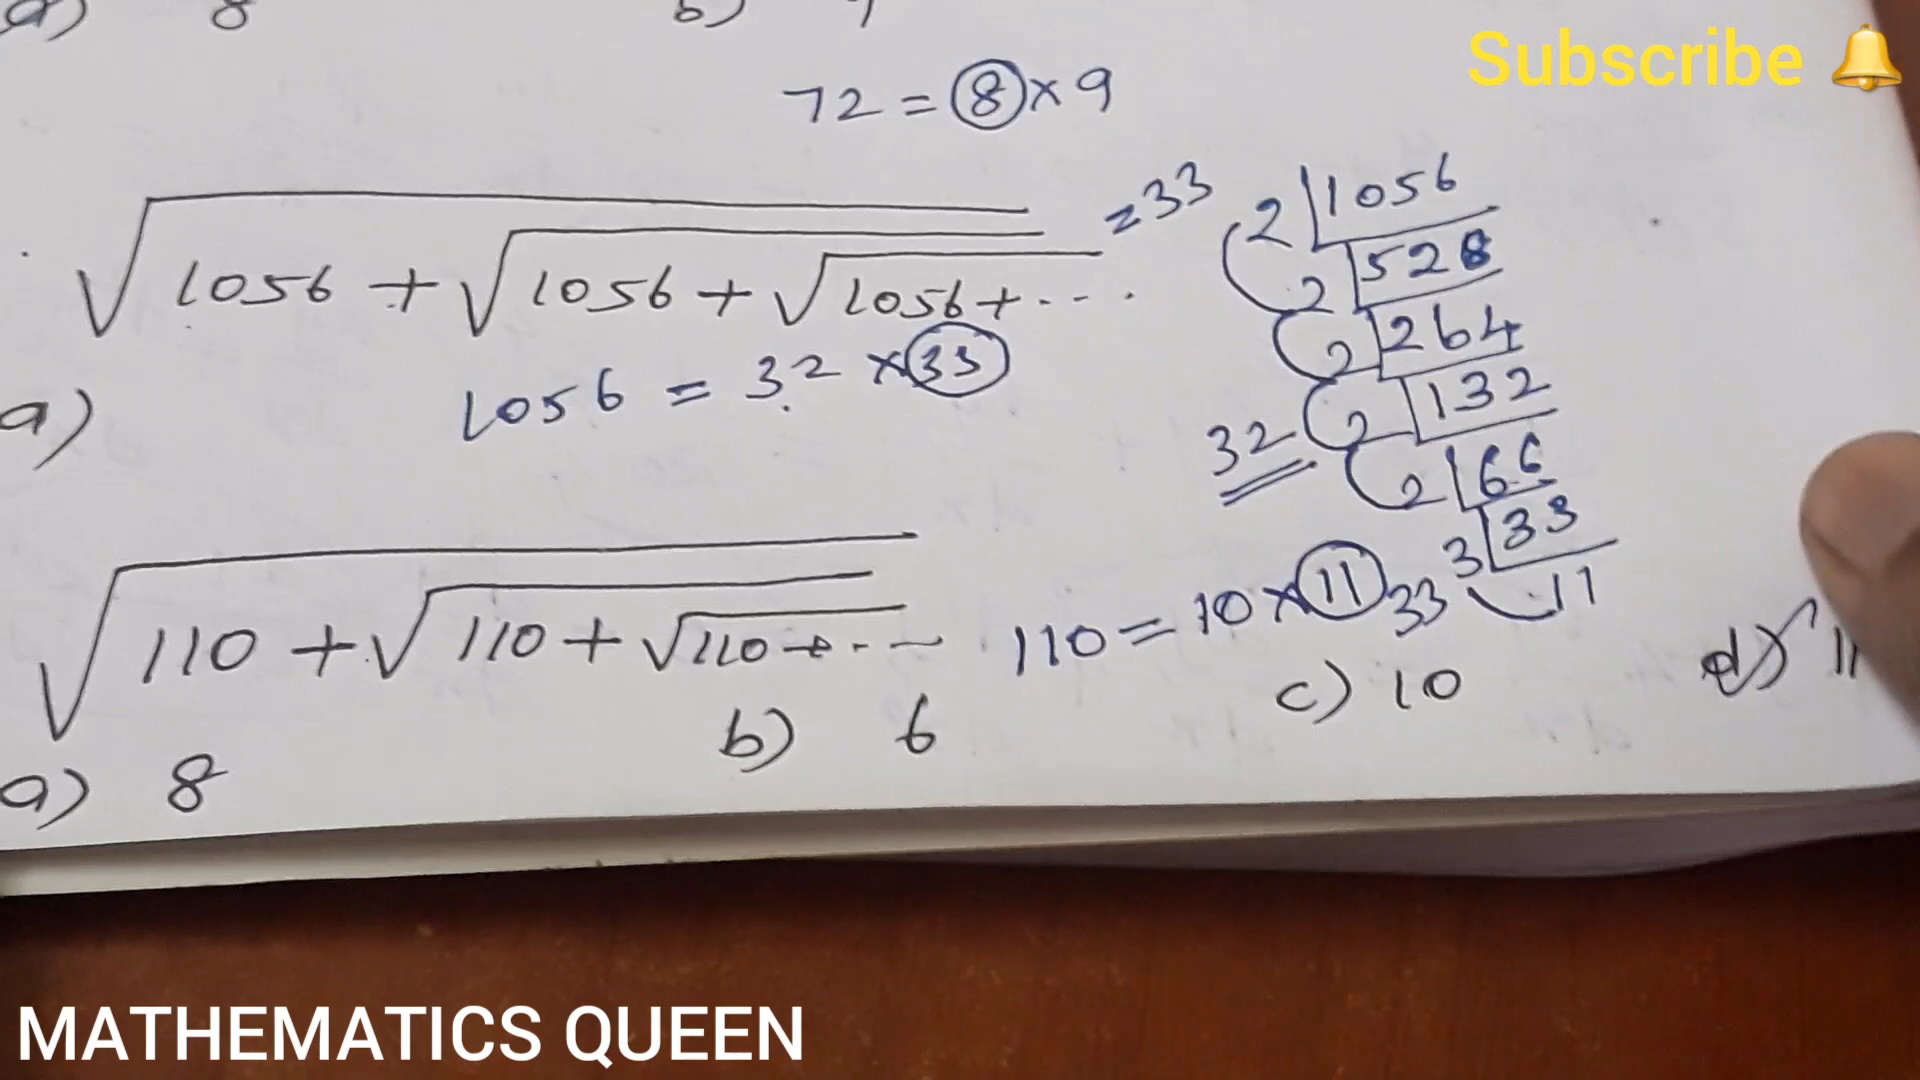 a) 8 b)
Subscribe 🔔
72 = 8 × 9
√1056 + √1056 + √1056 + ... = 33
1056 = 32 × 33
a)
2 | 1056
2 | 528
2 | 264
2 | 132
2 | 66
3 | 33
11
32
33
√110 + √110 + √110 + ...
110 = 10 × 11
a) 8 b) 6 c) 10 d) 11
MATHEMATICS QUEEN